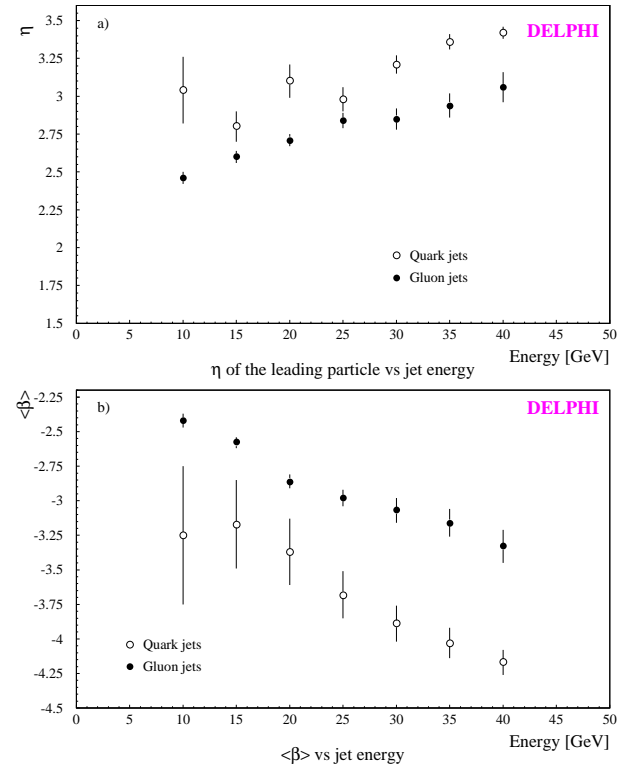 a)
DELPHI
η
3.5
3.25
3
2.75
2.5
2.25
2
1.75
1.5
Quark jets
Gluon jets
0 5 10 15 20 25 30 35 40 45 50
Energy [GeV]
η of the leading particle vs jet energy
b)
DELPHI
<β>
-2.25
-2.5
-2.75
-3
-3.25
-3.5
-3.75
-4
-4.25
-4.5
Quark jets
Gluon jets
0 5 10 15 20 25 30 35 40 45 50
Energy [GeV]
<β> vs jet energy